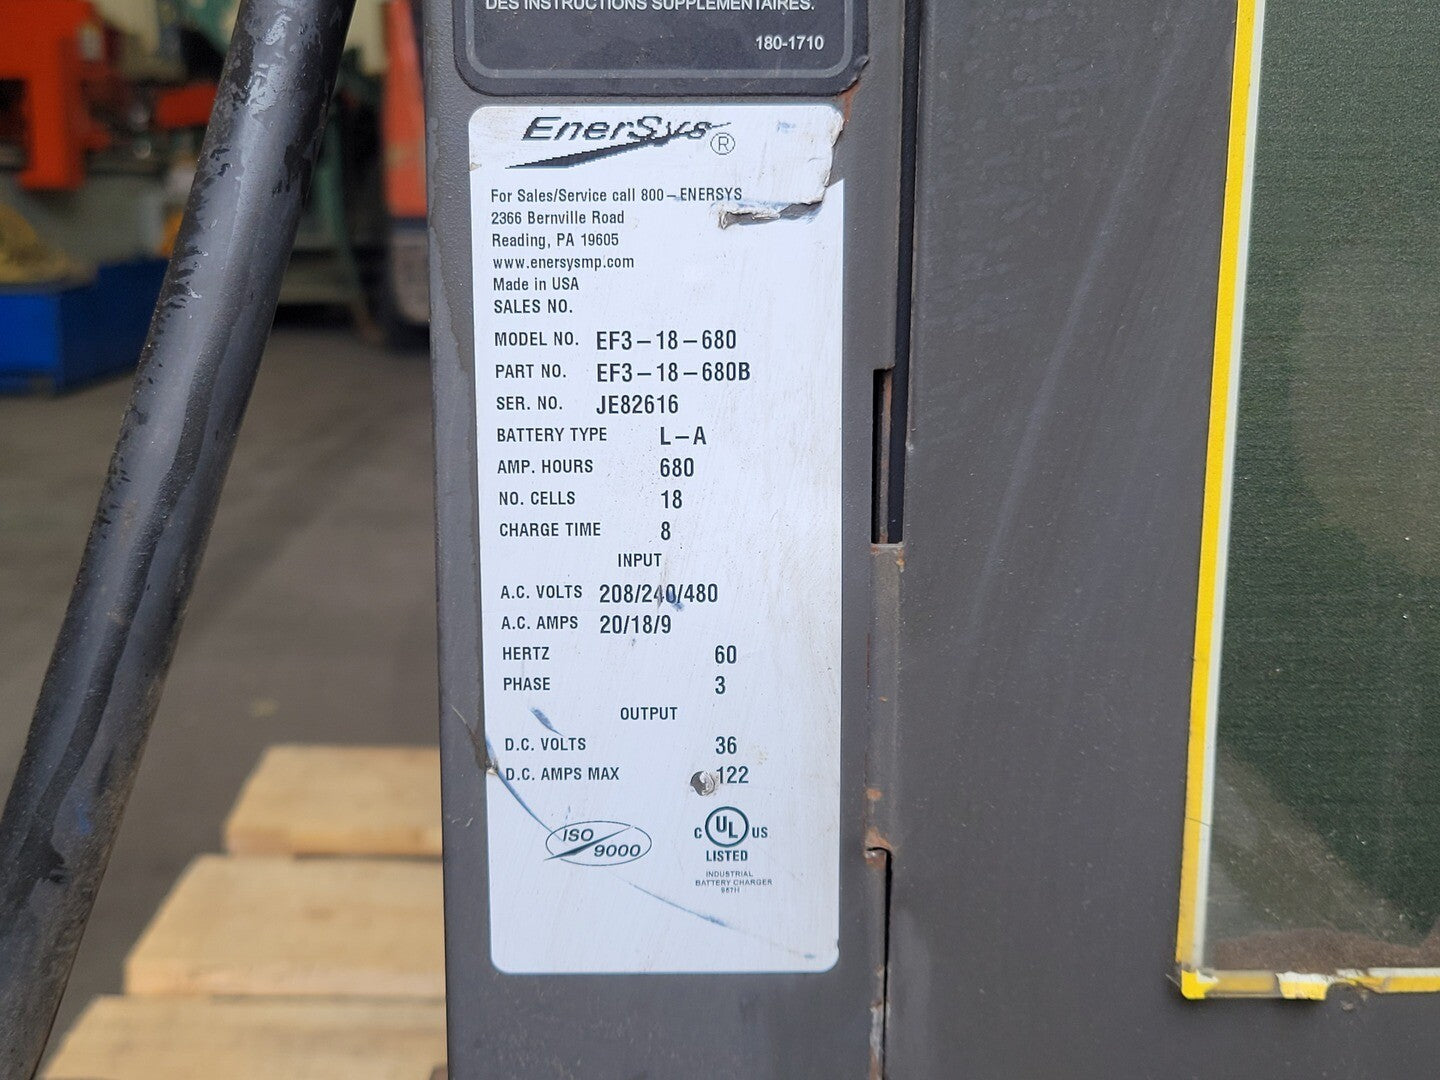 DES INSTRUCTIONS SUPPLÉMENTAIRES.
180-1710
EnerSys®
For Sales/Service call 800-ENERSYS
2366 Bernville Road
Reading, PA 19605
www.enersysmp.com
Made in USA
SALES NO.
MODEL NO. EF3-18-680
PART NO. EF3-18-680B
SER. NO. JE82616
BATTERY TYPE L-A
AMP. HOURS 680
NO. CELLS 18
CHARGE TIME 8
INPUT
A.C. VOLTS 208/240/480
A.C. AMPS 20/18/9
HERTZ 60
PHASE 3
OUTPUT
D.C. VOLTS 36
D.C. AMPS MAX 122
ISO 9000
C UL US
LISTED
INDUSTRIAL
BATTERY CHARGER
967H